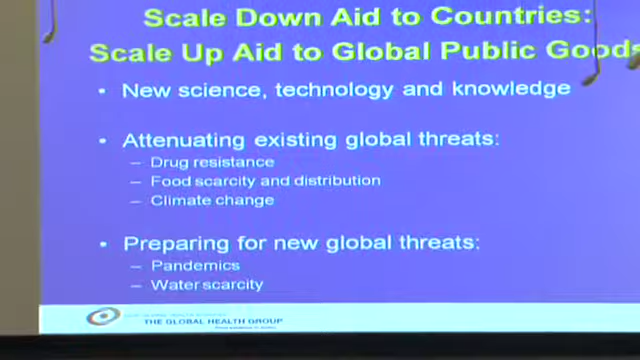 Scale Down Aid to Countries:
Scale Up Aid to Global Public Goods
• New science, technology and knowledge
• Attenuating existing global threats:
– Drug resistance
– Food scarcity and distribution
– Climate change
• Preparing for new global threats:
– Pandemics
– Water scarcity
THE GLOBAL HEALTH GROUP